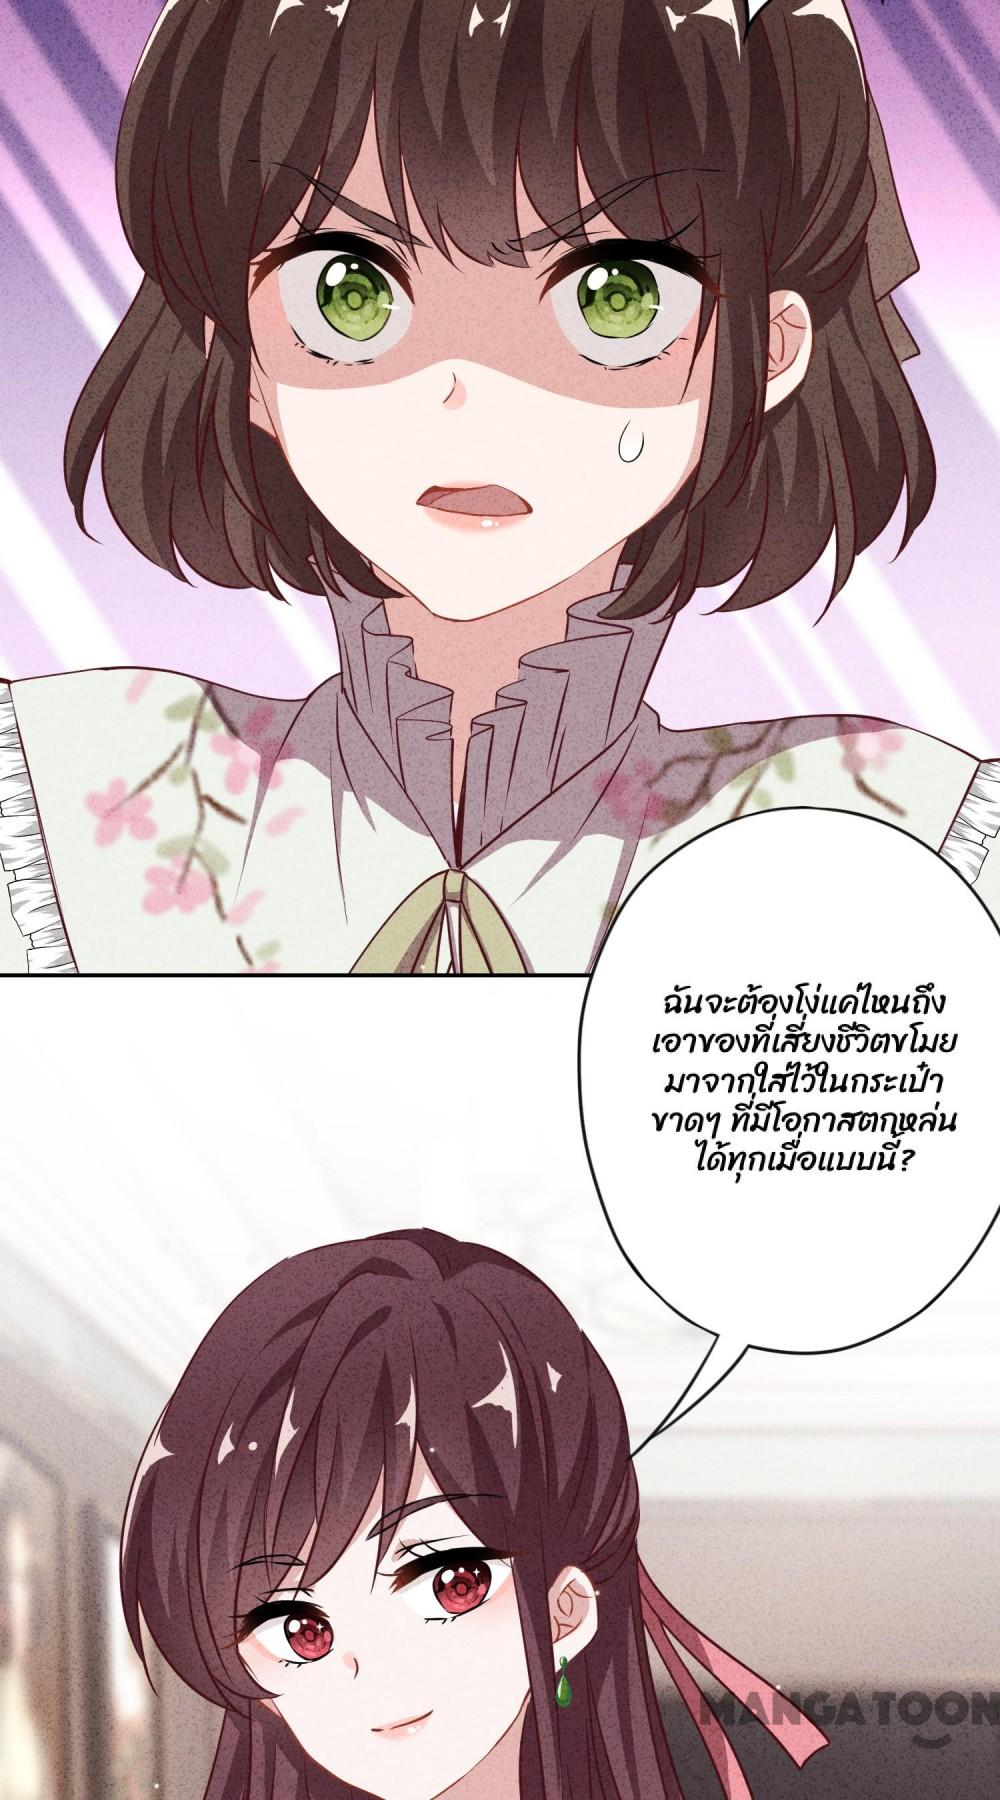 ฉันจะต้องโง่แค่ไหนถึง
เอาของที่เสี่ยงชีวิตขโมย
มาจากใส่ไว้ในกระเป๋า
ขาดๆ ที่มีโอกาสตกหล่น
ได้ทุกเมื่อแบบนี้?
MANGATOON